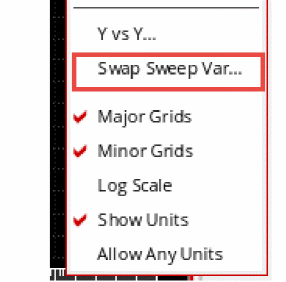 Y vs Y...
Swap Sweep Var...
Major Grids
Minor Grids
Log Scale
Show Units
Allow Any Units